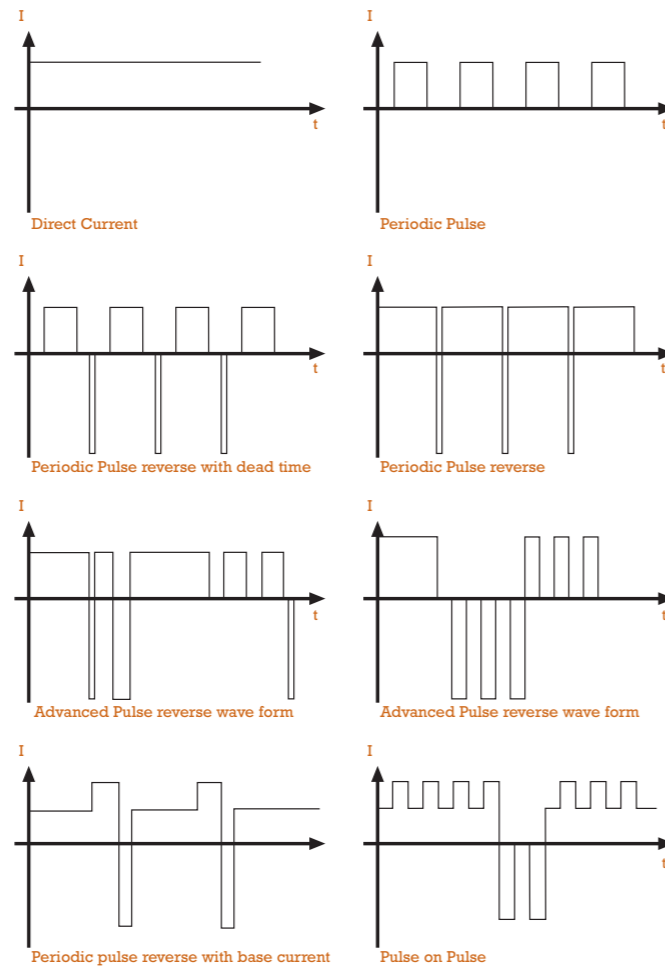 I
I
t
t
Direct Current
Periodic Pulse
I
I
t
t
Periodic Pulse reverse with dead time
Periodic Pulse reverse
I
I
t
t
Advanced Pulse reverse wave form
Advanced Pulse reverse wave form
I
I
t
t
Periodic pulse reverse with base current
Pulse on Pulse